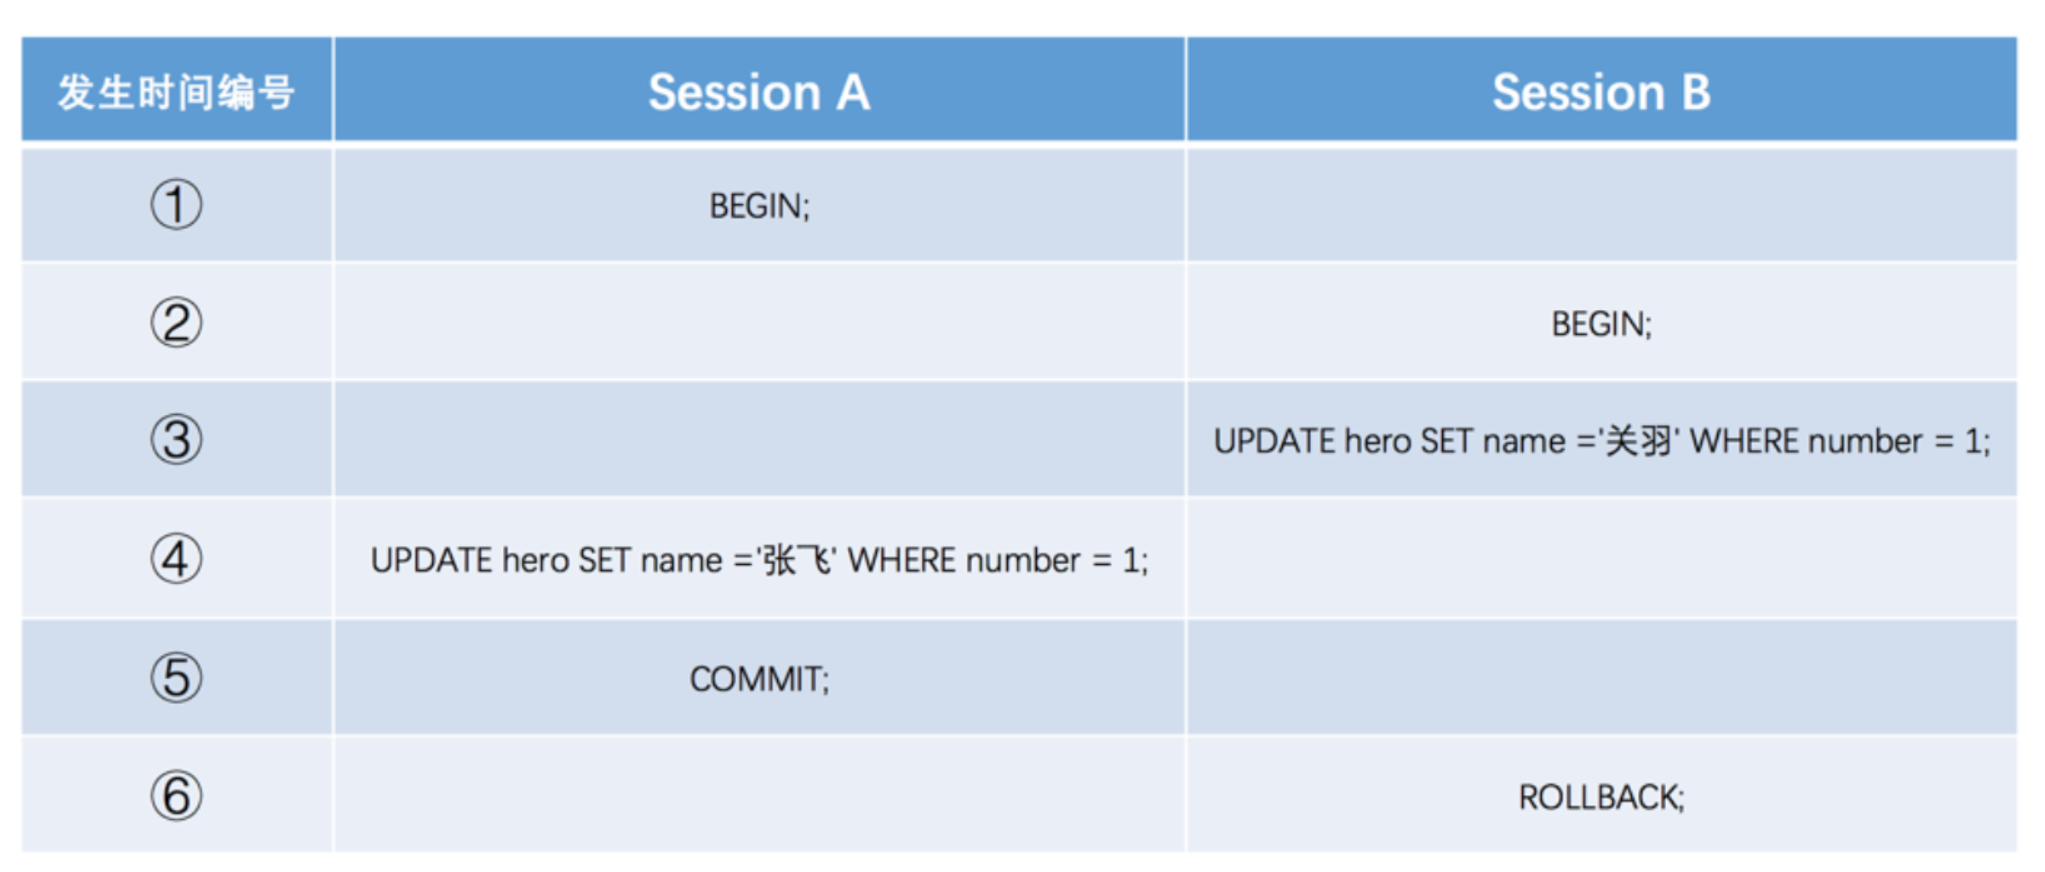 发生时间编号 Session A Session B
① BEGIN;
② BEGIN;
③ UPDATE hero SET name ='关羽' WHERE number = 1;
④ UPDATE hero SET name ='张飞' WHERE number = 1;
⑤ COMMIT;
⑥ ROLLBACK;